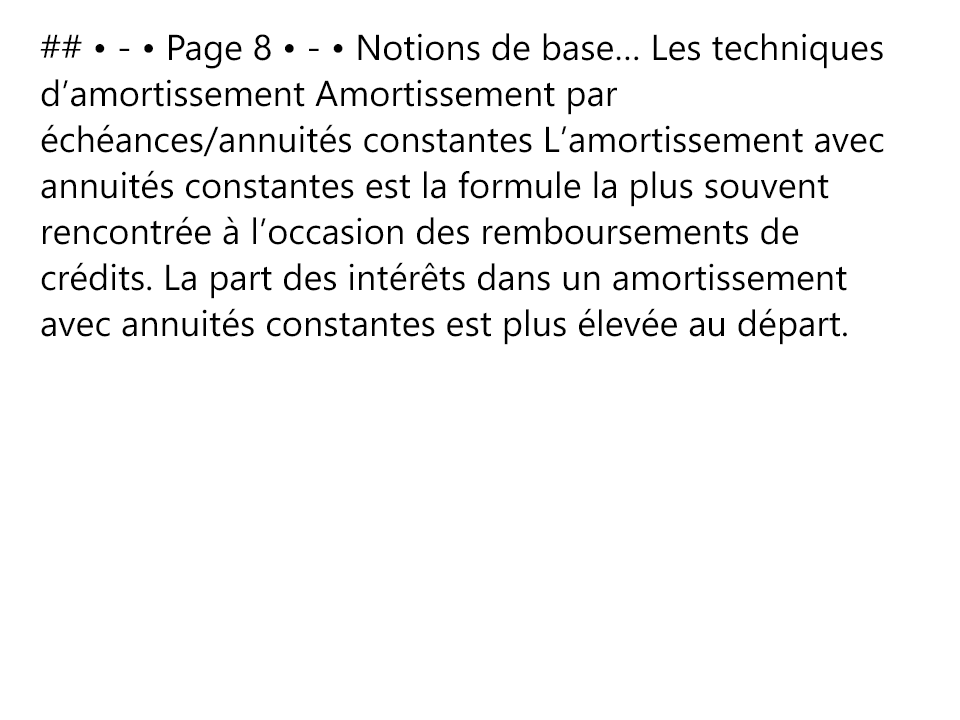 ## • - • Page 8 • - • Notions de base… Les techniques
d’amortissement Amortissement par
échéances/annuités constantes L’amortissement avec
annuités constantes est la formule la plus souvent
rencontrée à l’occasion des remboursements de
crédits. La part des intérêts dans un amortissement
avec annuités constantes est plus élevée au départ.